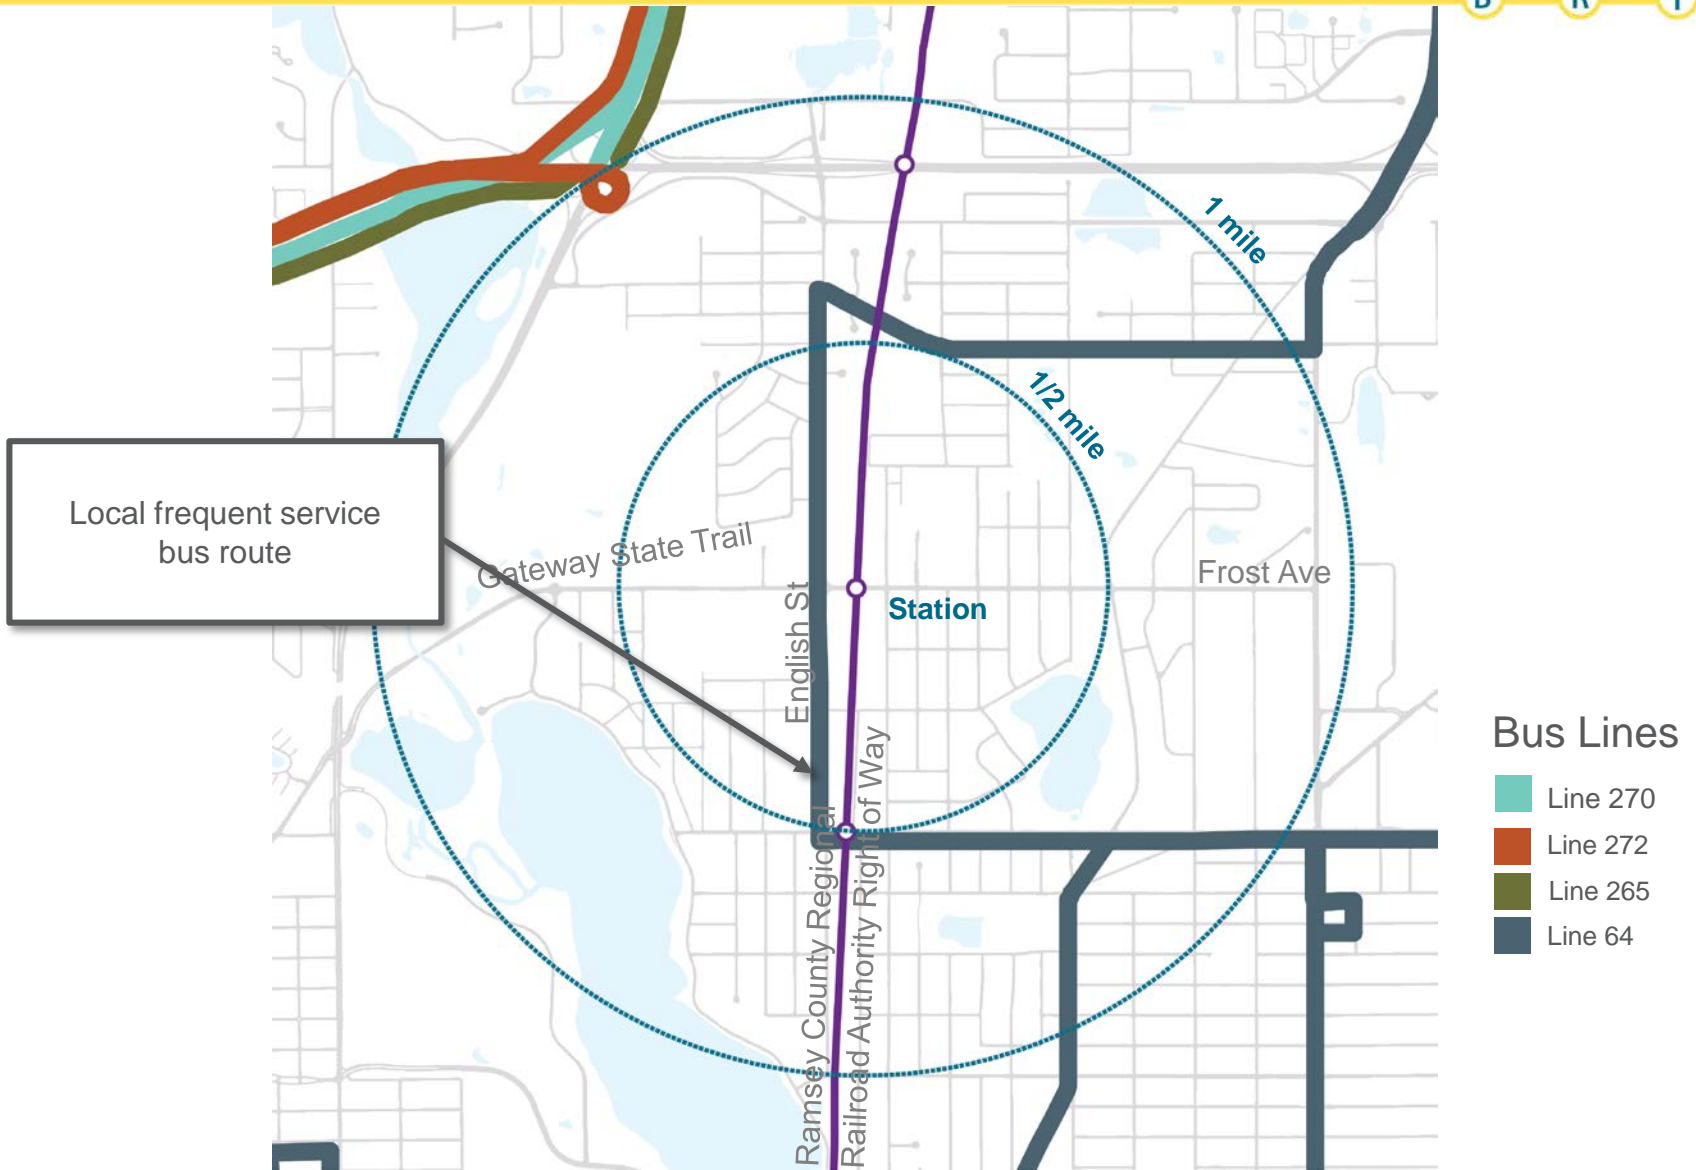 B R T
1 mile
1/2 mile
Local frequent service
bus route
Gateway State Trail
Frost Ave
Station
English St
Ramsey County Regional
Railroad Authority Right of Way
Bus Lines
Line 270
Line 272
Line 265
Line 64